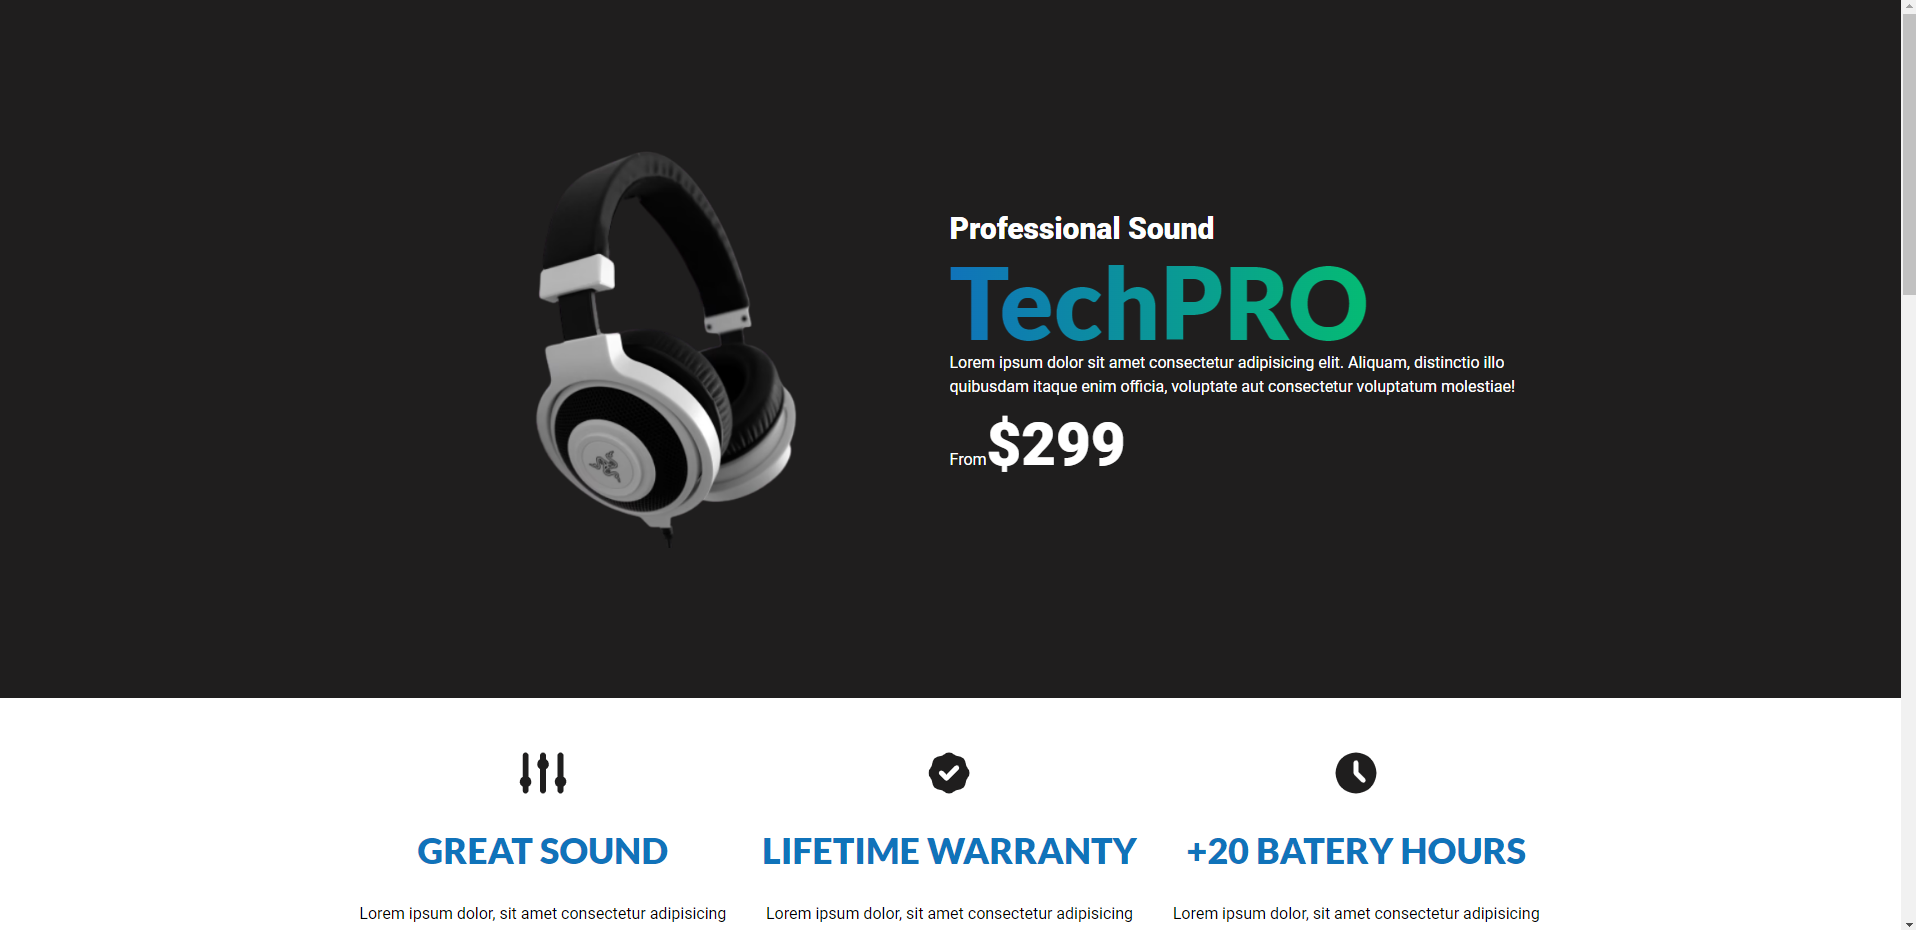 Professional Sound
TechPRO
Lorem ipsum dolor sit amet consectetur adipisicing elit. Aliquam, distinctio illo
quibusdam itaque enim officia, voluptate aut consectetur voluptatum molestiae!
From$299
GREAT SOUND
LIFETIME WARRANTY
+20 BATERY HOURS
Lorem ipsum dolor, sit amet consectetur adipisicing
Lorem ipsum dolor, sit amet consectetur adipisicing
Lorem ipsum dolor, sit amet consectetur adipisicing